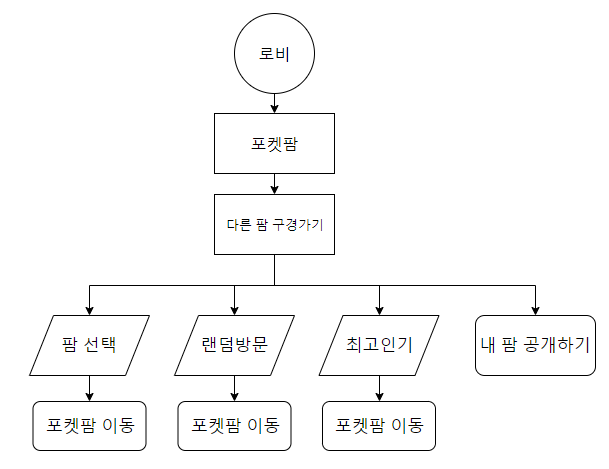 로비
포켓팜
다른 팜 구경가기
팜 선택
랜덤방문
최고인기
내 팜 공개하기
포켓팜 이동
포켓팜 이동
포켓팜 이동